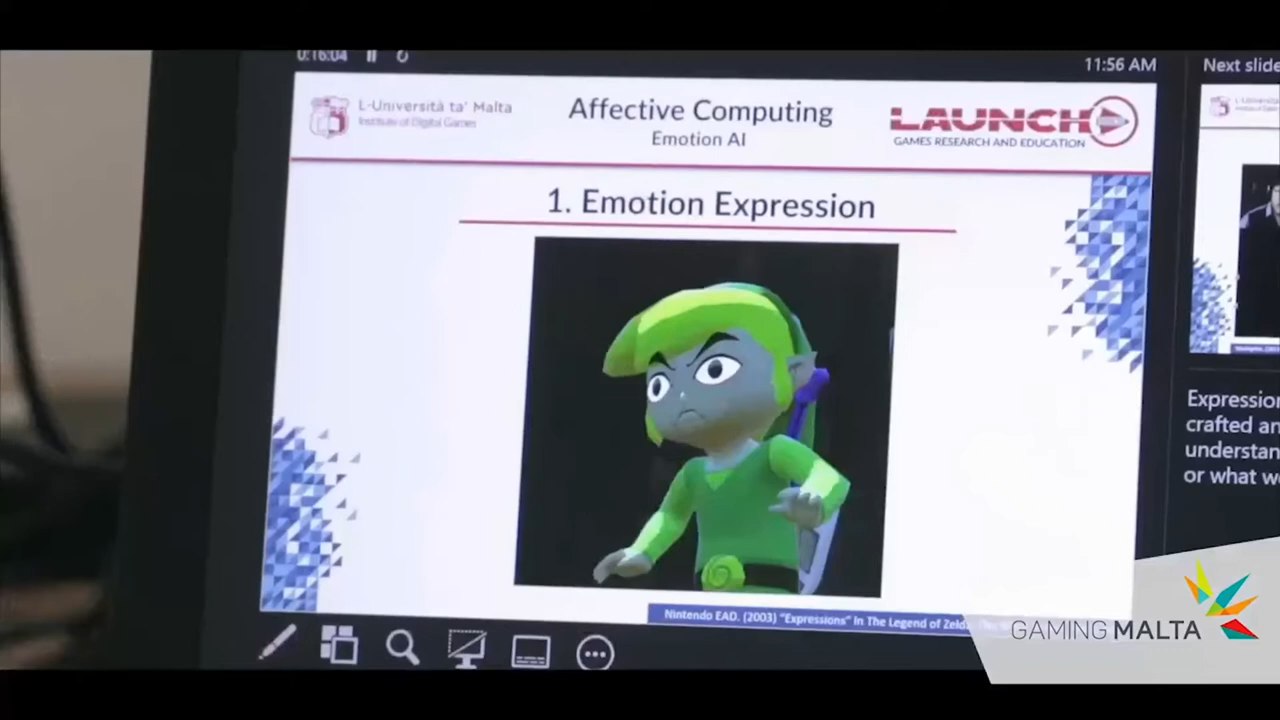 0:16:04
11:56 AM
Next slide
L-Università ta' Malta
Institute of Digital Games
Affective Computing
Emotion AI
LAUNCH
GAMES RESEARCH AND EDUCATION
1. Emotion Expression
Expression
crafted an
understan
or what we
Nintendo EAD. (2003) "Expressions" In The Legend of Zeld
GAMING MALTA